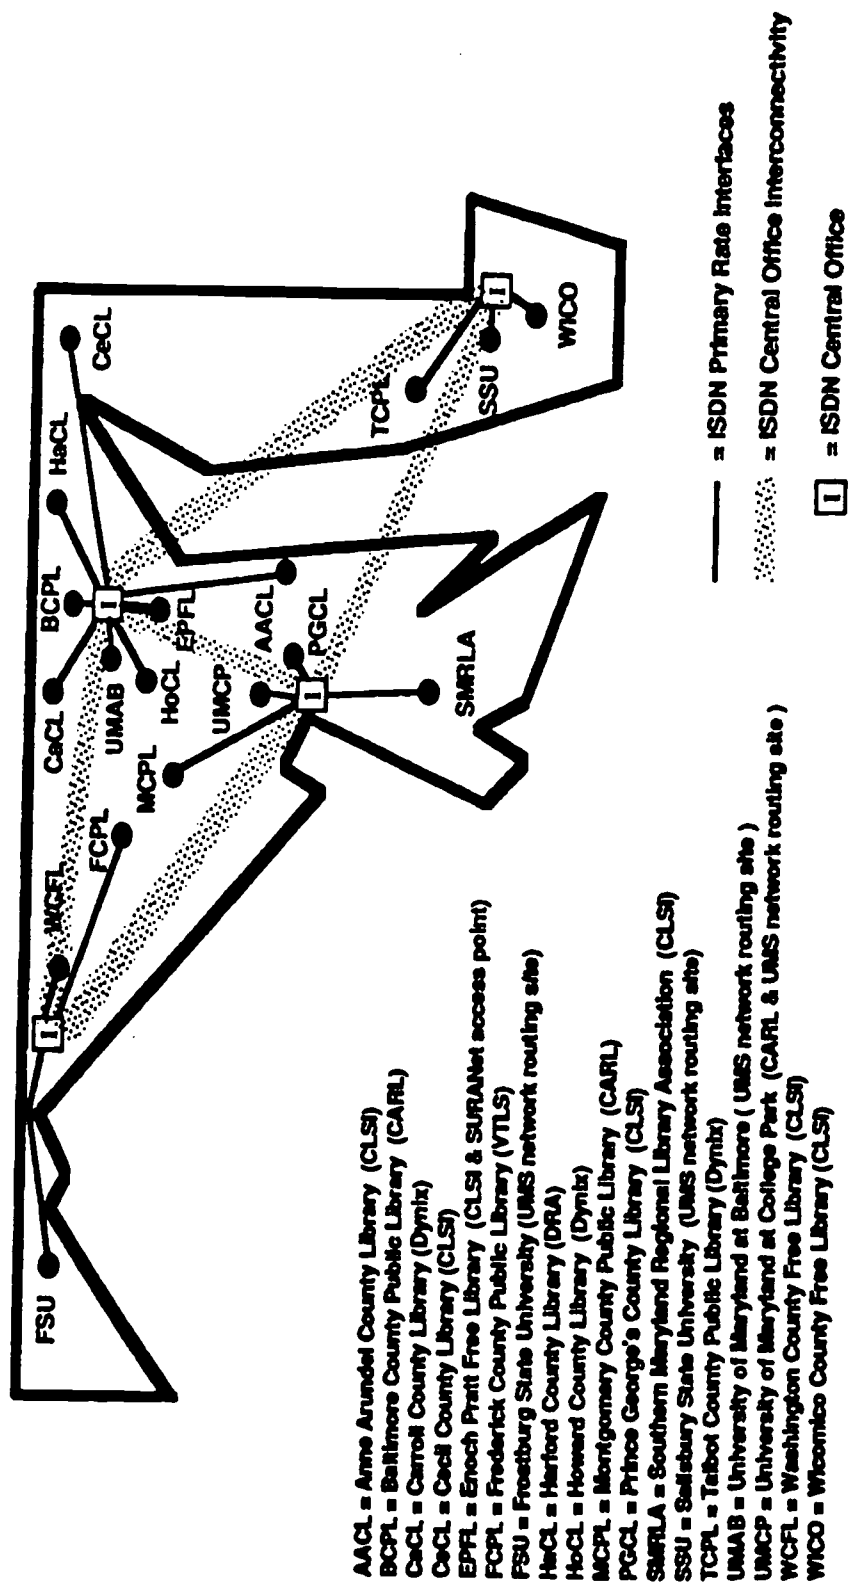 FSU
WCFL
FCPL
CaCL
BCPL
HaCL
CeCL
UMAB
HoCL
EPFL
MCPL
UMCP
AACL
PGCL
SMRLA
TCPL
SSU
WICO
I
I
I
I
AACL = Anne Arundel County Library (CLSI)
BCPL = Baltimore County Public Library (CARL)
CaCL = Carroll County Library (Dynix)
CeCL = Cecil County Library (CLSI)
EPFL = Enoch Pratt Free Library (CLSI & SURANet access point)
FCPL = Frederick County Public Library (VTLS)
FSU = Frostburg State University (UMS network routing site)
HaCL = Harford County Library (DRA)
HoCL = Howard County Library (Dynix)
MCPL = Montgomery County Public Library (CARL)
PGCL = Prince George's County Library (CLSI)
SMRLA = Southern Maryland Regional Library Association (CLSI)
SSU = Salisbury State University (UMS network routing site)
TCPL = Talbot County Public Library (Dynix)
UMAB = University of Maryland at Baltimore ( UMS network routing site )
UMCP = University of Maryland at College Park (CARL & UMS network routing site )
WCFL = Washington County Free Library (CLSI)
WICO = Wicomico County Free Library (CLSI)
= ISDN Primary Rate Interfaces
= ISDN Central Office Interconnectivity
I = ISDN Central Office